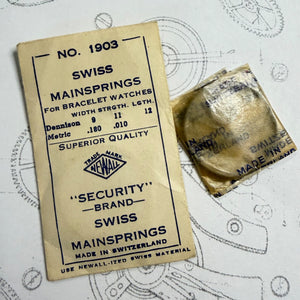 NO. 1903
SWISS
MAINSPRINGS
FOR BRACELET WATCHES
WIDTH STRGTH. LGTH.
Dennison 9 11 12
Metric .180 .010
SUPERIOR QUALITY
TRADE MARK
NEWALL
"SECURITY"
BRAND
SWISS
MAINSPRINGS
MADE IN SWITZERLAND
USE NEWALL-IZED SWISS MATERIAL
MADE IN